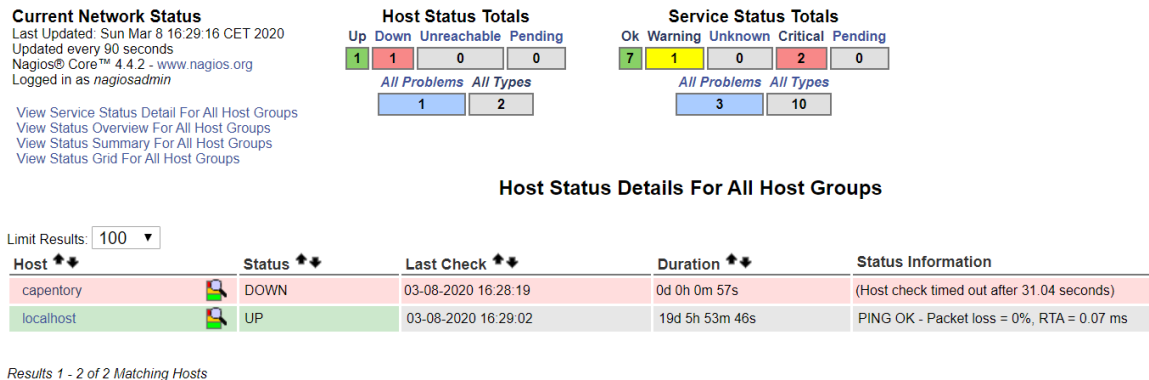 Current Network Status
Last Updated: Sun Mar 8 16:29:16 CET 2020
Updated every 90 seconds
Nagios® Core™ 4.4.2 - www.nagios.org
Logged in as nagiosadmin
View Service Status Detail For All Host Groups
View Status Overview For All Host Groups
View Status Summary For All Host Groups
View Status Grid For All Host Groups
Host Status Totals
Up Down Unreachable Pending
1 1 0 0
All Problems All Types
1 2
Service Status Totals
Ok Warning Unknown Critical Pending
7 1 0 2 0
All Problems All Types
3 10
Host Status Details For All Host Groups
Limit Results: 100
Host Status Last Check Duration Status Information
capentory DOWN 03-08-2020 16:28:19 0d 0h 0m 57s (Host check timed out after 31.04 seconds)
localhost UP 03-08-2020 16:29:02 19d 5h 53m 46s PING OK - Packet loss = 0%, RTA = 0.07 ms
Results 1 - 2 of 2 Matching Hosts